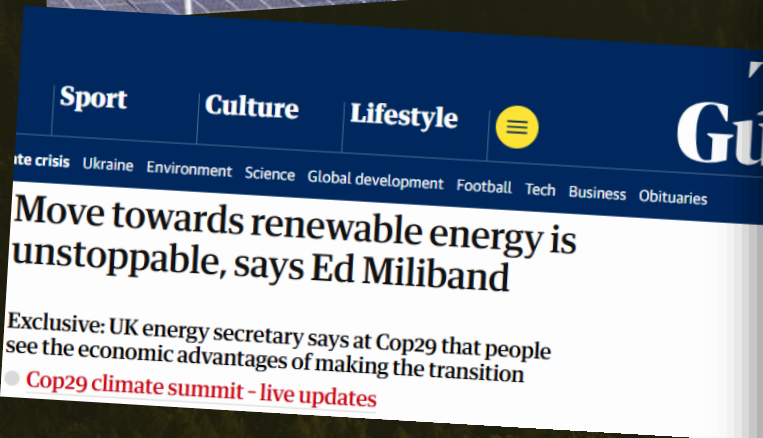 Sport Culture Lifestyle
Gu
te crisis Ukraine Environment Science Global development Football Tech Business Obituaries
Move towards renewable energy is
unstoppable, says Ed Miliband
Exclusive: UK energy secretary says at Cop29 that people
see the economic advantages of making the transition
Cop29 climate summit – live updates